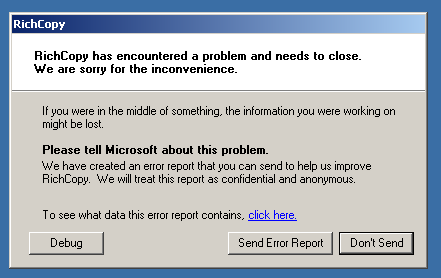 RichCopy
RichCopy has encountered a problem and needs to close.
We are sorry for the inconvenience.
If you were in the middle of something, the information you were working on
might be lost.
Please tell Microsoft about this problem.
We have created an error report that you can send to help us improve
RichCopy. We will treat this report as confidential and anonymous.
To see what data this error report contains, click here.
Debug
Send Error Report
Don't Send